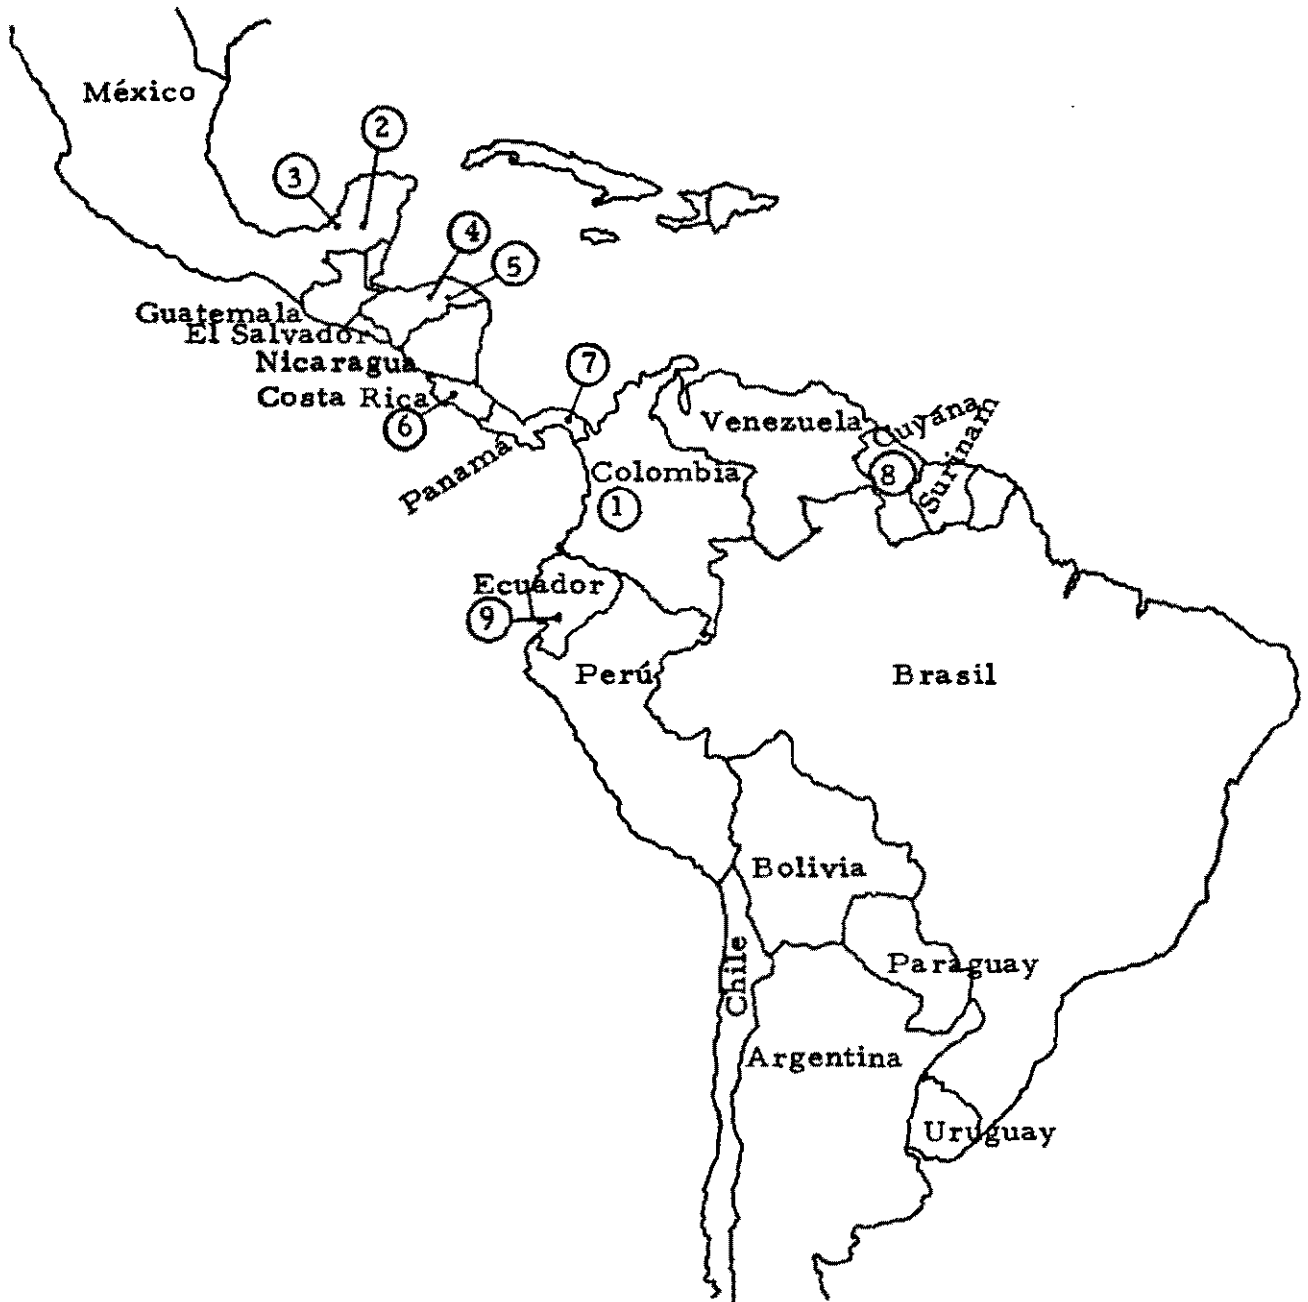 México
2
3
4
5
Guatemala
El Salvador
Nicaragua
7
Costa Rica
6
Venezuela
Guyana
Surinam
Panamá
Colombia
8
1
Ecuador
9
Perú
Brasil
Bolivia
Chile
Paraguay
Argentina
Uruguay